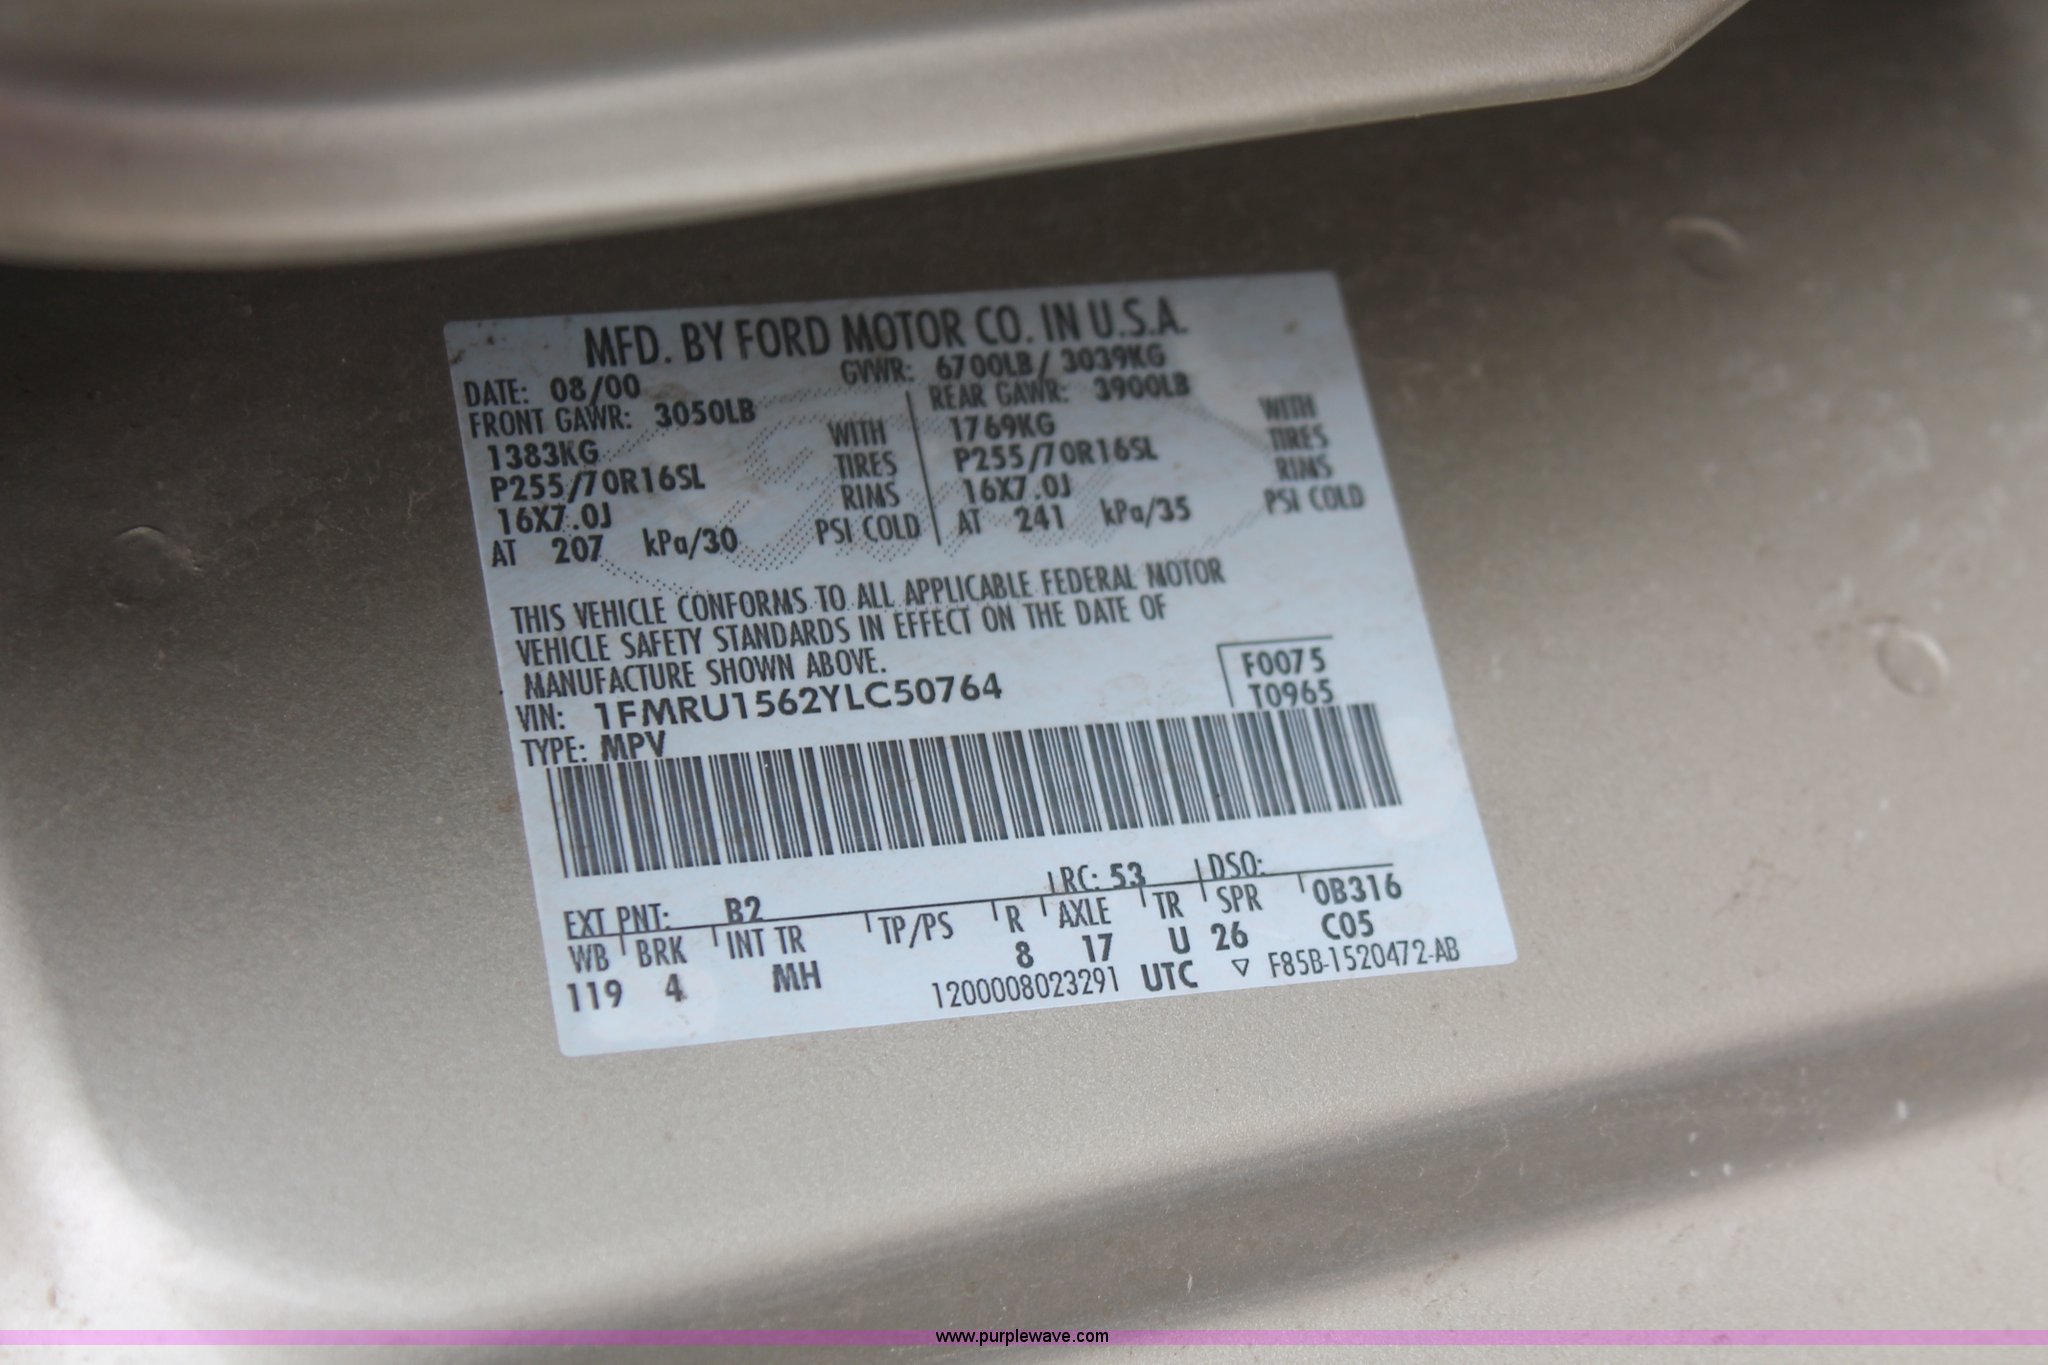 MFD. BY FORD MOTOR CO. IN U.S.A.
DATE: 08/00 GVWR: 6700LB/ 3039KG
FRONT GAWR: 3050LB REAR GAWR: 3900LB
1383KG WITH 1769KG WITH
P255/70R16SL TIRES P255/70R16SL TIRES
16X7.0J RIMS 16X7.0J RIMS
AT 207 kPa/30 PSI COLD AT 241 kPa/35 PSI COLD
THIS VEHICLE CONFORMS TO ALL APPLICABLE FEDERAL MOTOR
VEHICLE SAFETY STANDARDS IN EFFECT ON THE DATE OF
MANUFACTURE SHOWN ABOVE.
VIN: 1FMRU1562YLC50764 F0075
TYPE: MPV T0965
EXT PNT: B2 RC: 53 DSO:
WB BRK INT TR TP/PS R AXLE TR SPR 0B316
119 4 MH 8 17 U 26 C05
1200008023291 UTC ▽ F85B-1520472-AB
www.purplewave.com